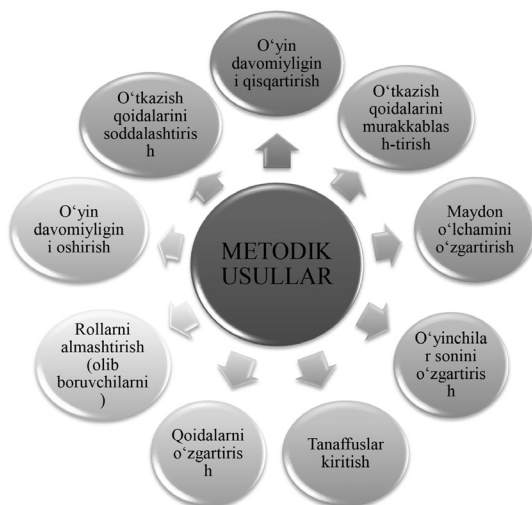 O‘yin
davomiyligin
i qisqartirish
O‘tkazish
qoidalarini
murakkablas
h-tirish
Maydon
o‘lchamini
o‘zgartirish
O‘yinchila
r sonini
o‘zgartiris
h
Tanaffuslar
kiritish
Qoidalarni
o‘zgartiris
h
Rollarni
almashtirish
(olib
boruvchilarni
)
O‘yin
davomiyligin
i oshirish
O‘tkazish
qoidalarini
soddalashtiris
h
METODIK
USULLAR